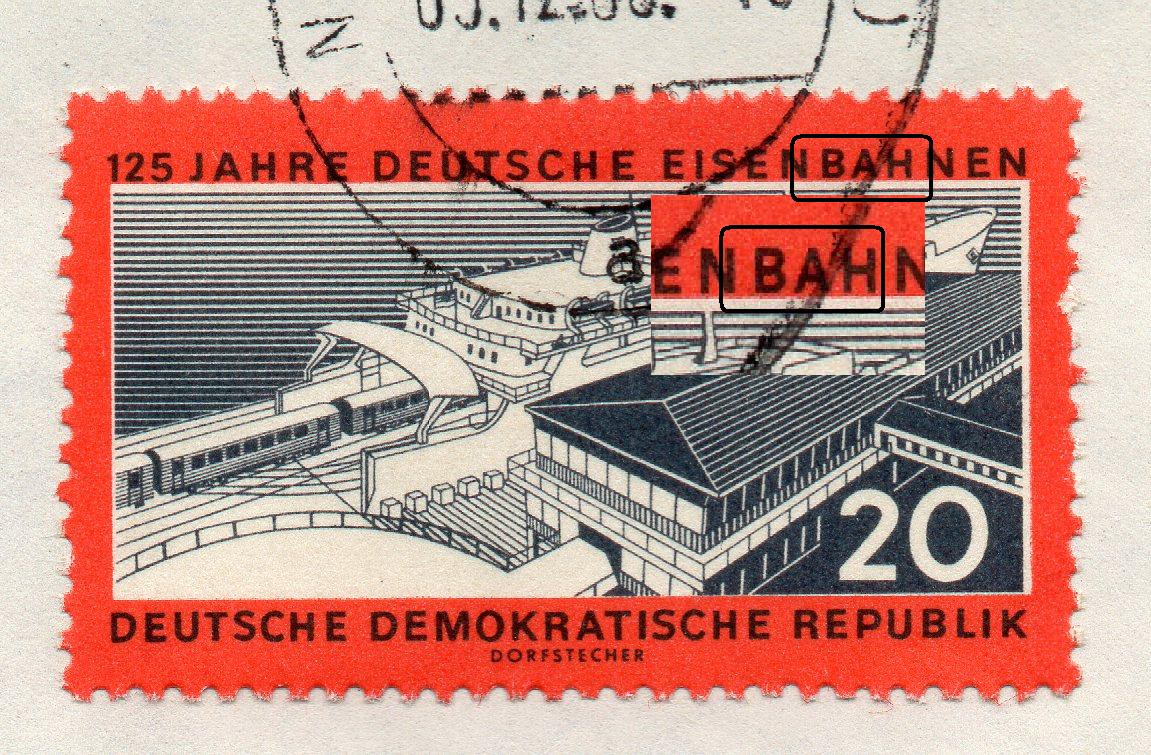 125 JAHRE DEUTSCHE EISENBAHNEN
a
ENBAHN
20
DEUTSCHE DEMOKRATISCHE REPUBLIK
DORFSTECHER